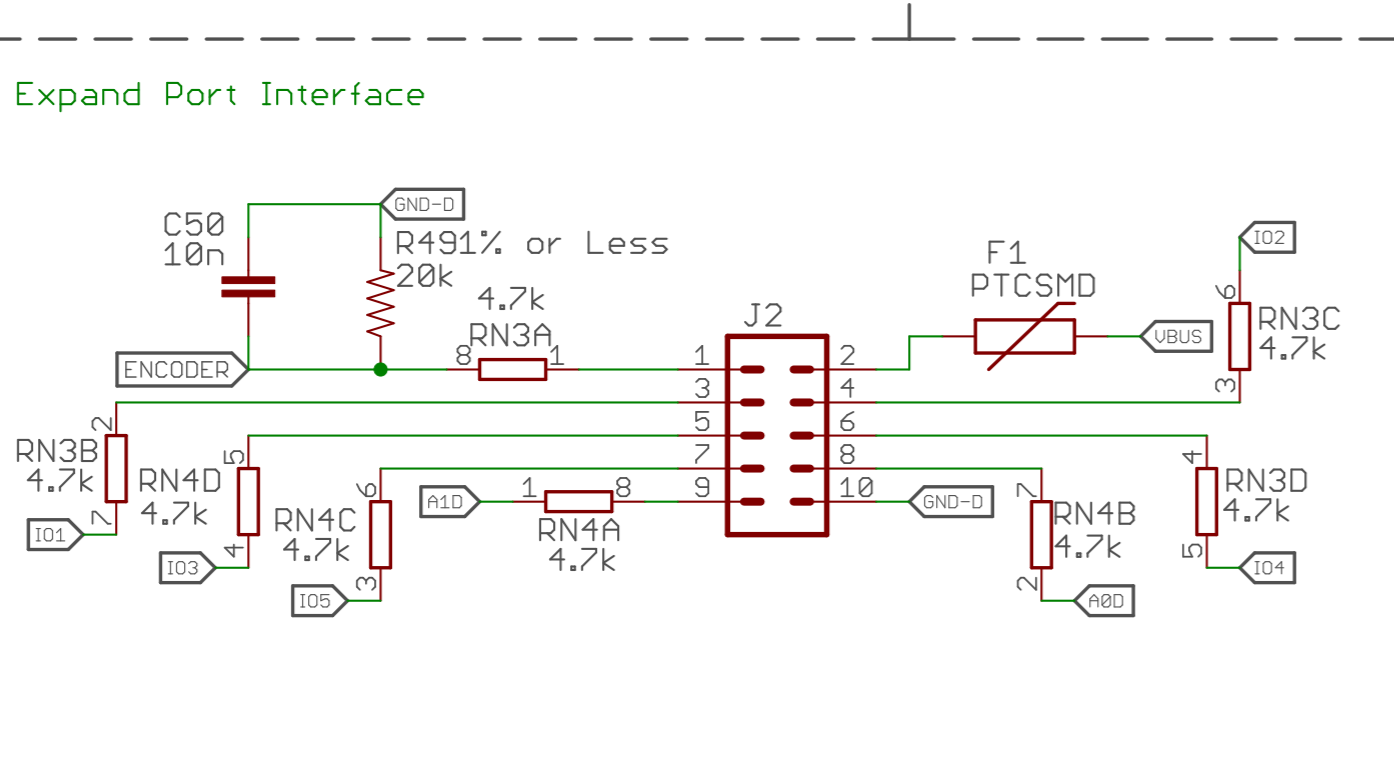 Expand Port Interface
GND-D
C50
10n
R491% or Less
20k
4.7k
RN3A
8
1
ENCODER
F1
PTCSMD
VBUS
IO2
6
RN3C
4.7k
3
J2
1
2
3
4
5
6
7
8
9
10
2
RN3B
4.7k
7
IO1
5
RN4D
4.7k
4
IO3
6
RN4C
4.7k
3
IO5
A1D
1
8
RN4A
4.7k
GND-D
7
RN4B
4.7k
2
A0D
4
RN3D
4.7k
5
IO4